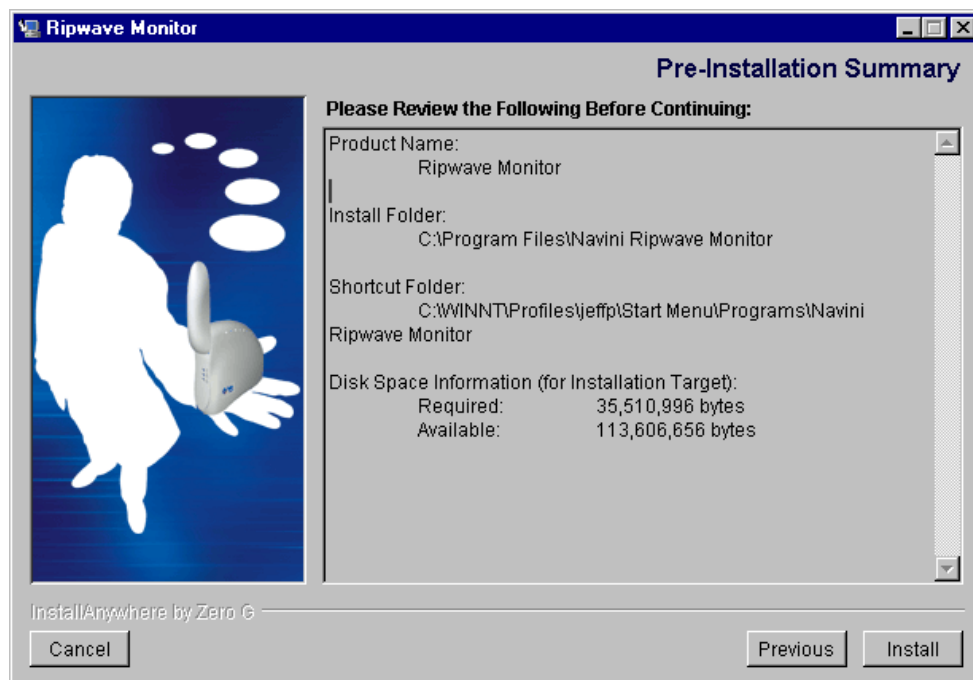 Ripwave Monitor
Pre-Installation Summary
Please Review the Following Before Continuing:
Product Name:
Ripwave Monitor
Install Folder:
C:\Program Files\Navini Ripwave Monitor
Shortcut Folder:
C:\WINNT\Profiles\jeffp\Start Menu\Programs\Navini
Ripwave Monitor
Disk Space Information (for Installation Target):
Required: 35,510,996 bytes
Available: 113,606,656 bytes
InstallAnywhere by Zero G
Cancel
Previous
Install